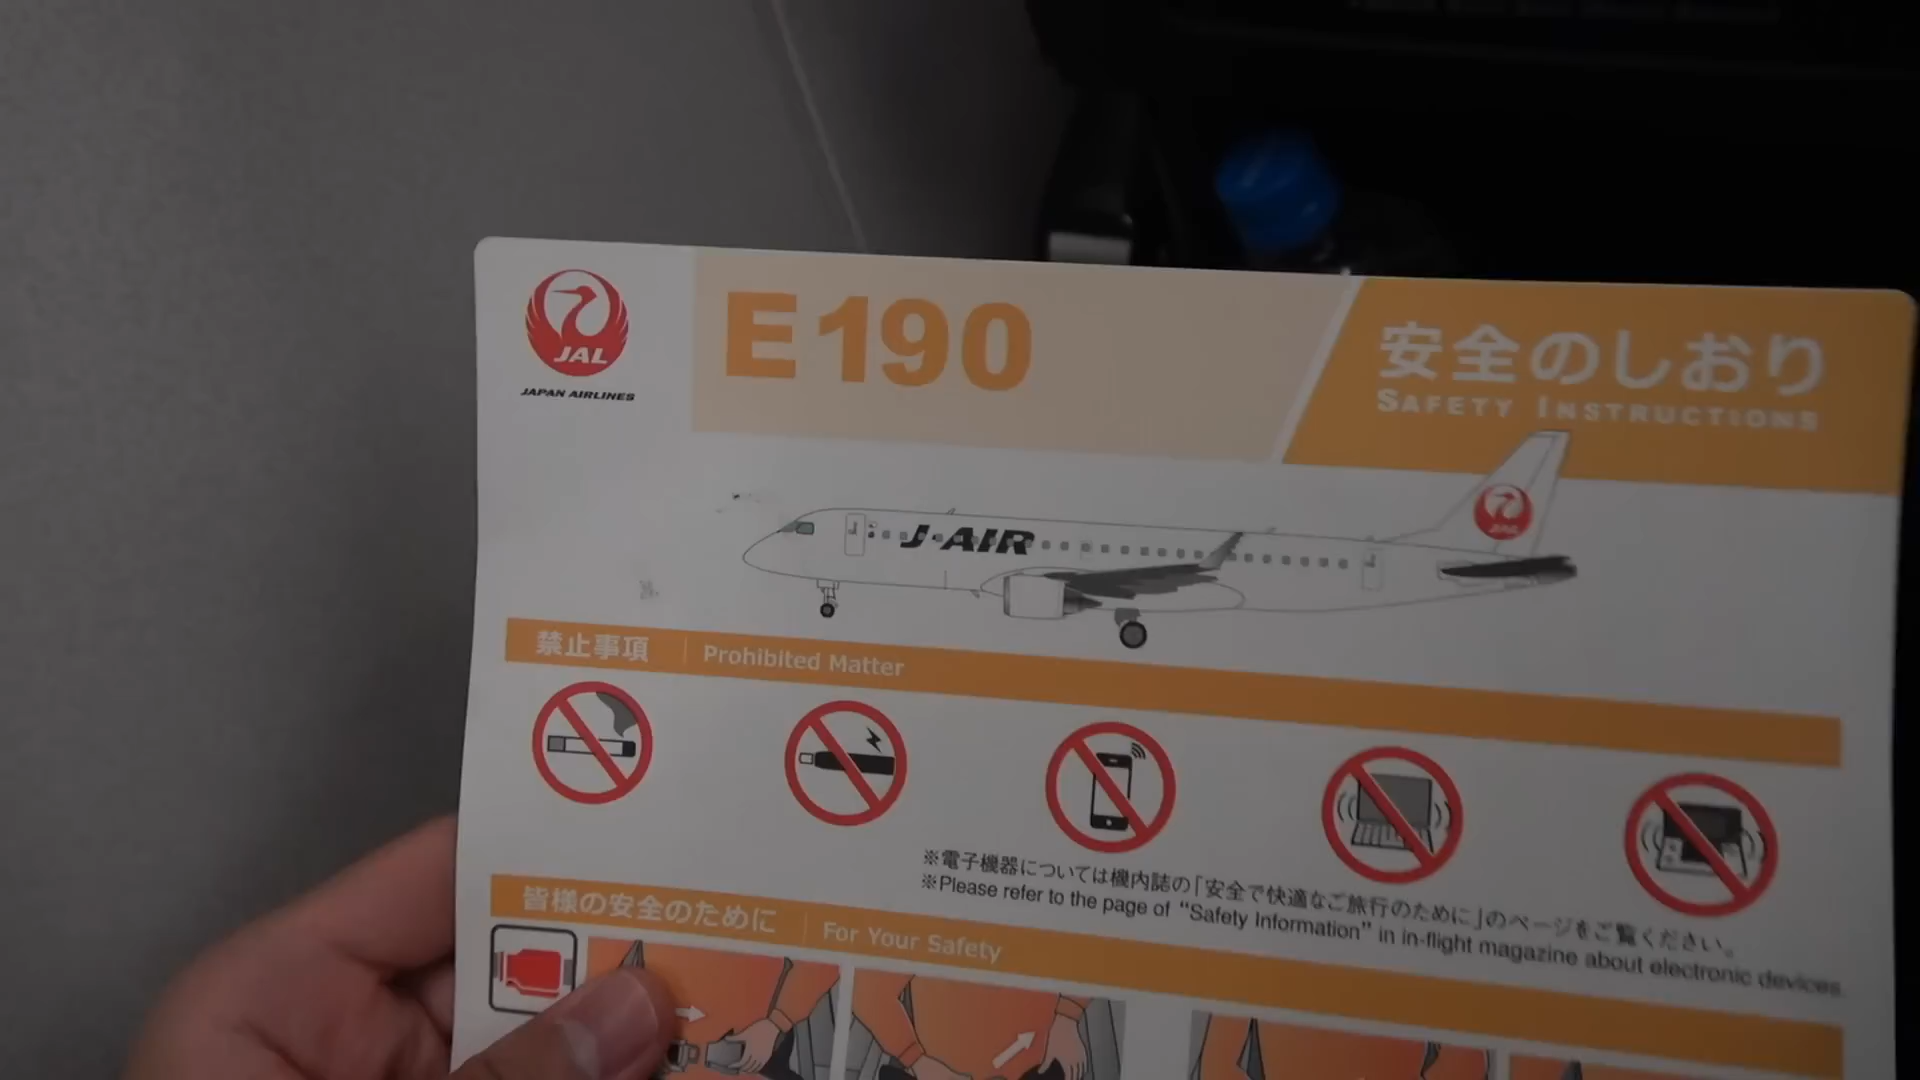 JAL
JAPAN AIRLINES
E190
安全のしおり
SAFETY INSTRUCTIONS
J-AIR
JAL
禁止事項 Prohibited Matter
※電子機器については機内誌の「安全で快適なご旅行のために」のページをご覧ください。
※Please refer to the page of “Safety Information” in in-flight magazine about electronic devices.
皆様の安全のために For Your Safety